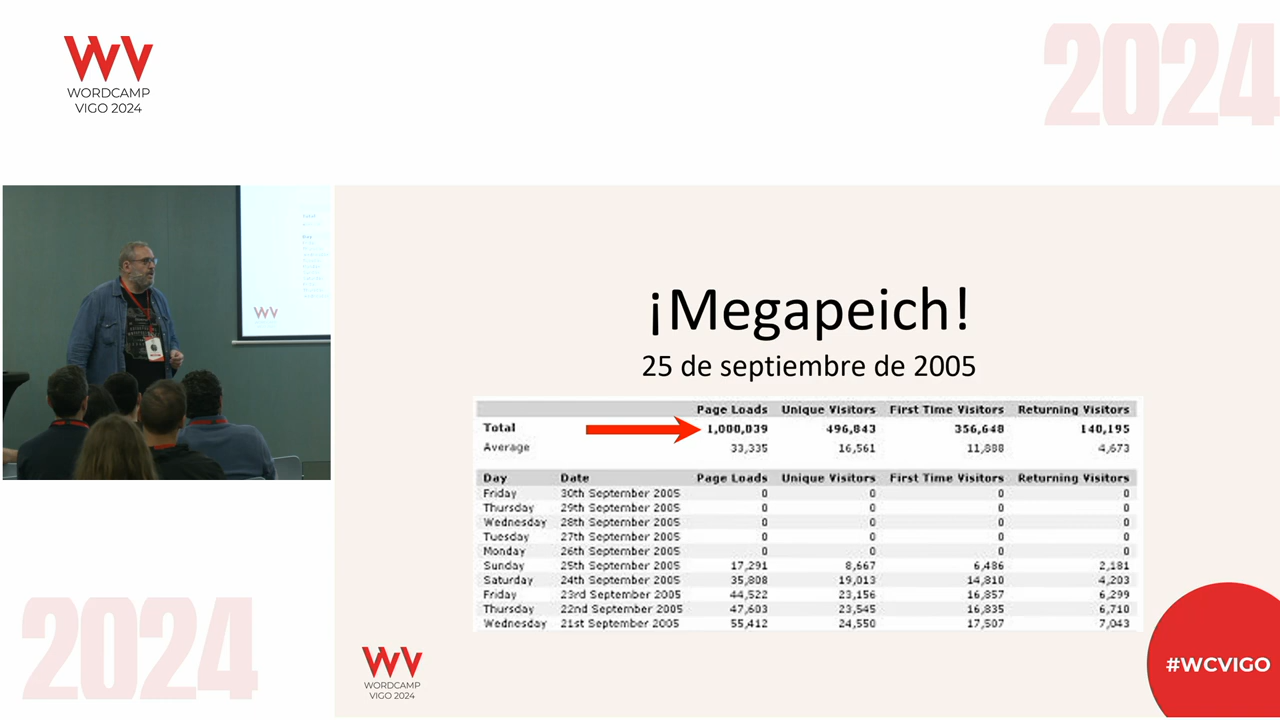 WV
WORDCAMP
VIGO 2024
2024
¡Megapeich!
25 de septiembre de 2005
Page Loads Unique Visitors First Time Visitors Returning Visitors
Total 1,000,039 496,843 356,648 140,195
Average 33,335 16,561 11,888 4,673
Day Date Page Loads Unique Visitors First Time Visitors Returning Visitors
Friday 30th September 2005 0 0 0 0
Thursday 29th September 2005 0 0 0 0
Wednesday 28th September 2005 0 0 0 0
Tuesday 27th September 2005 0 0 0 0
Monday 26th September 2005 0 0 0 0
Sunday 25th September 2005 17,291 8,667 6,486 2,181
Saturday 24th September 2005 35,808 19,013 14,810 4,203
Friday 23rd September 2005 44,522 23,156 16,857 6,299
Thursday 22nd September 2005 47,603 23,545 16,835 6,710
Wednesday 21st September 2005 55,412 24,550 17,507 7,043
2024
WV
WORDCAMP
VIGO 2024
#WCVIGO